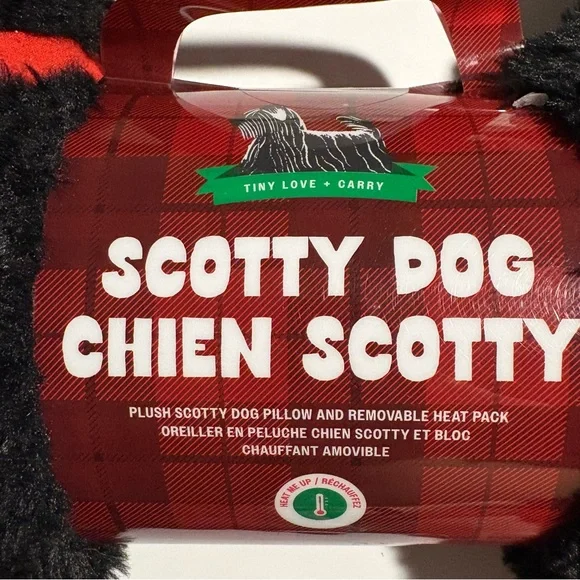 TINY LOVE + CARRY
SCOTTY DOG
CHIEN SCOTTY
PLUSH SCOTTY DOG PILLOW AND REMOVABLE HEAT PACK
OREILLER EN PELUCHE CHIEN SCOTTY ET BLOC
CHAUFFANT AMOVIBLE
HEAT ME UP / RÉCHAUFFEZ